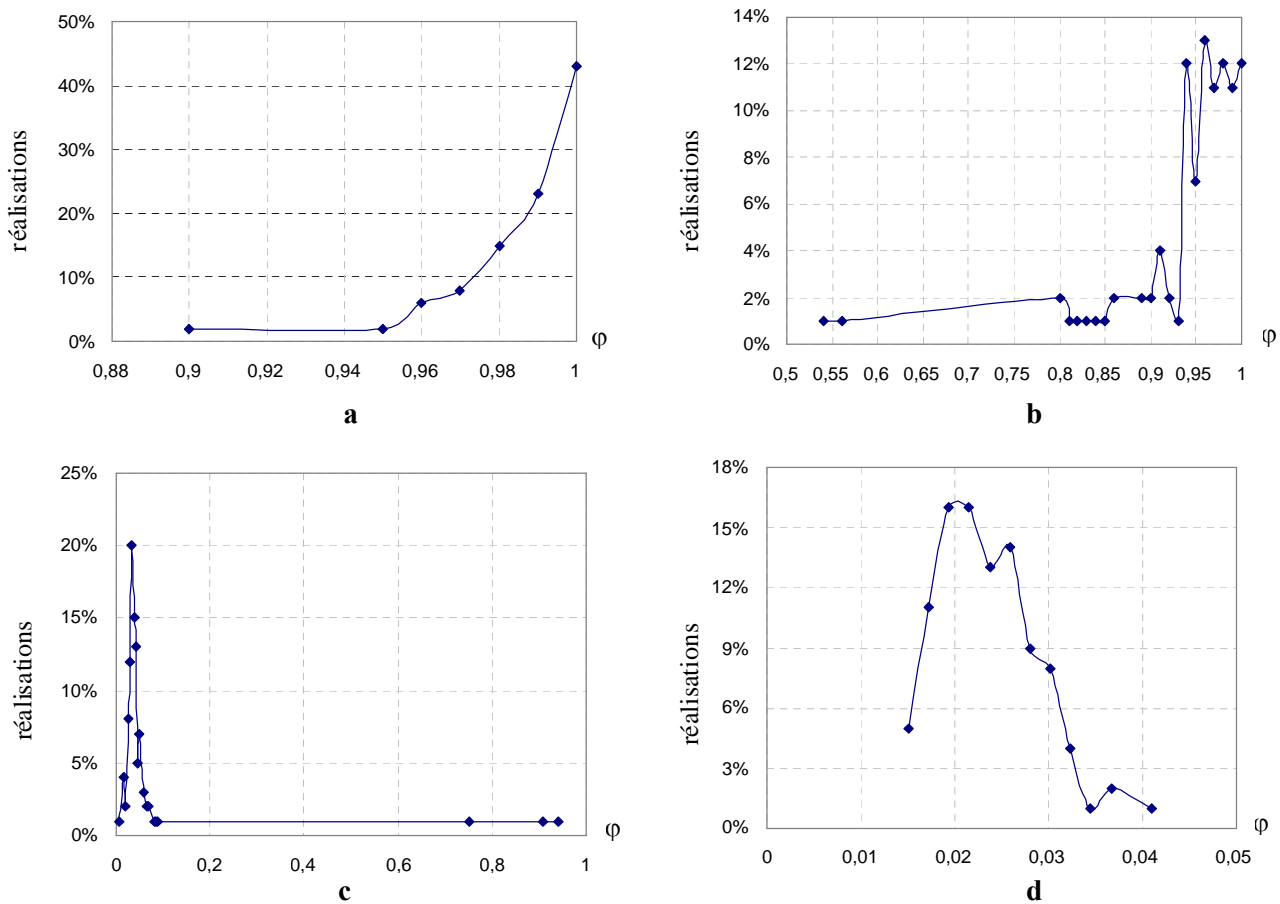 50%
40%
30%
20%
10%
0%
réalisations
0,88 0,9 0,92 0,94 0,96 0,98 1
φ
a
14%
12%
10%
8%
6%
4%
2%
0%
réalisations
0,5 0,55 0,6 0,65 0,7 0,75 0,8 0,85 0,9 0,95 1
φ
b
25%
20%
15%
10%
5%
0%
réalisations
0 0,2 0,4 0,6 0,8 1
φ
c
18%
15%
12%
9%
6%
3%
0%
réalisations
0 0,01 0,02 0,03 0,04 0,05
φ
d